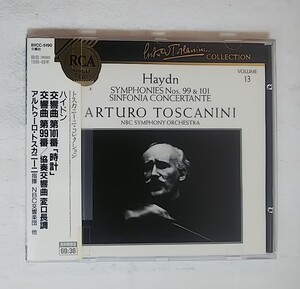 BVCC-5190
RCA
COLLECTION
Haydn
VOLUME
13
SYMPHONIES Nos. 99 & 101
SINFONIA CONCERTANTE
ARTURO TOSCANINI
NBC SYMPHONY ORCHESTRA
トスカニーニ・コレクション
ハイドン
交響曲 第101番「時計」
交響曲 第99番／協奏交響曲 変ロ長調
アルトゥーロ・トスカニーニ指揮 NBC交響楽団 他